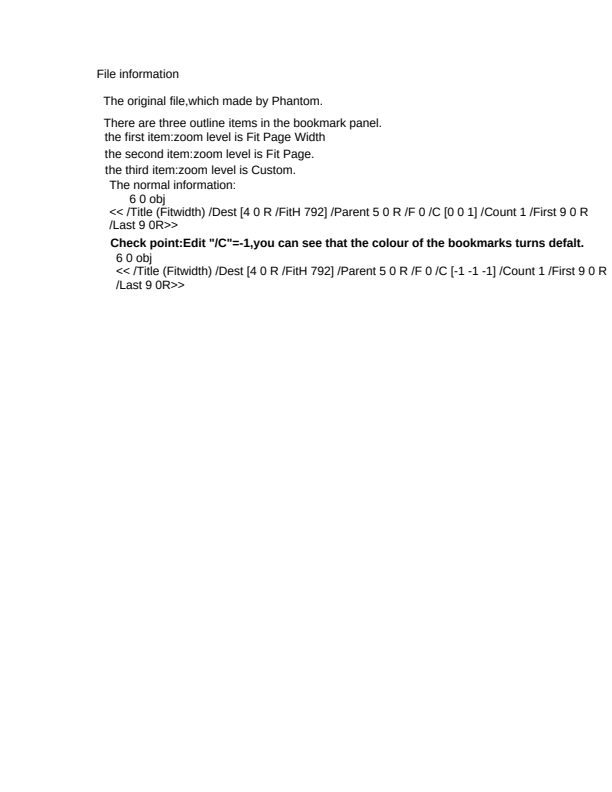 File information
The original file,which made by Phantom.
There are three outline items in the bookmark panel.
the first item:zoom level is Fit Page Width
the second item:zoom level is Fit Page.
the third item:zoom level is Custom.
The normal information:
6 0 obj
<< /Title (Fitwidth) /Dest [4 0 R /FitH 792] /Parent 5 0 R /F 0 /C [0 0 1] /Count 1 /First 9 0 R
/Last 9 0R>>
Check point:Edit "/C"=-1,you can see that the colour of the bookmarks turns defalt.
6 0 obj
<< /Title (Fitwidth) /Dest [4 0 R /FitH 792] /Parent 5 0 R /F 0 /C [-1 -1 -1] /Count 1 /First 9 0 R
/Last 9 0R>>